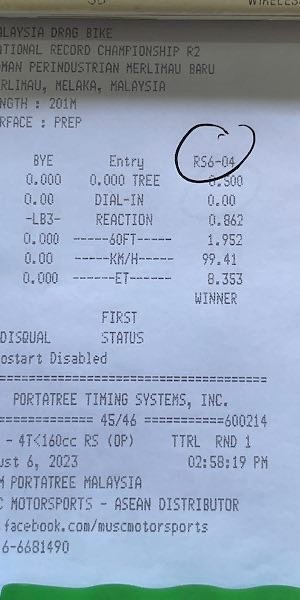 ALAYSIA DRAG BIKE
ATIONAL RECORD CHAMPIONSHIP R2
MAN PERINDUSTRIAN MERLIMAU BARU
ERLIMAU, MELAKA, MALAYSIA
NGTH : 201M
RFACE : PREP
BYE Entry RS6-04
0.000 0.000 TREE 0.500
0.00 DIAL-IN 0.00
-LB3- REACTION 0.862
0.000 -----60FT------ 1.952
0.00 -----KM/H------ 99.41
0.000 ------ET------- 8.353
WINNER
FIRST
DISQUAL STATUS
ostart Disabled
PORTATREE TIMING SYSTEMS, INC.
============ 45/46 ===========600214
- 4T<160cc RS (OP) TTRL RND 1
ust 6, 2023 02:58:19 PM
M PORTATREE MALAYSIA
C MOTORSPORTS - ASEAN DISTRIBUTOR
facebook.com/muscmotorsports
6-6681490